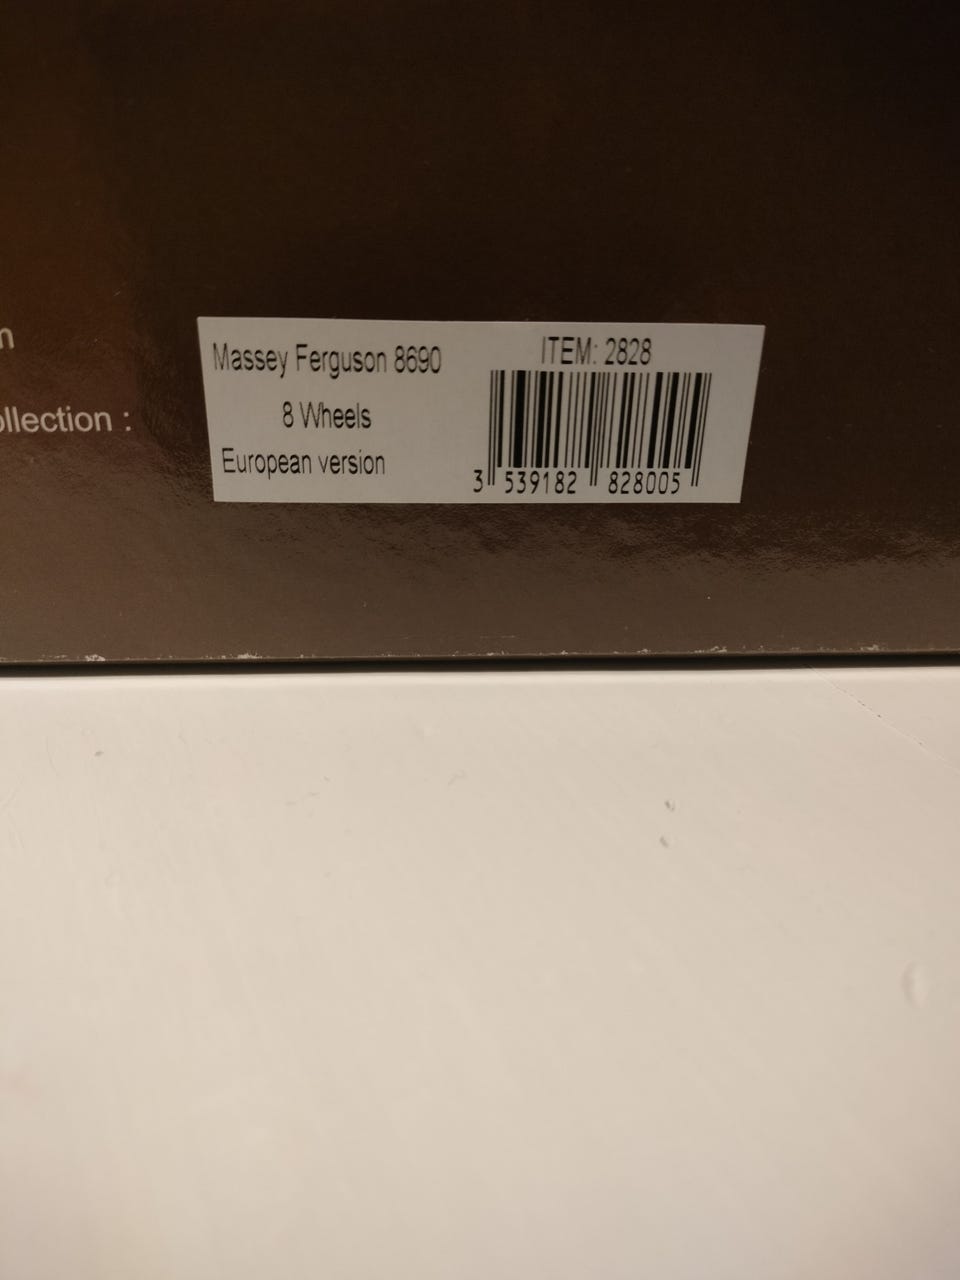 m
ollection :
Massey Ferguson 8690
8 Wheels
European version
ITEM: 2828
3 539182 828005